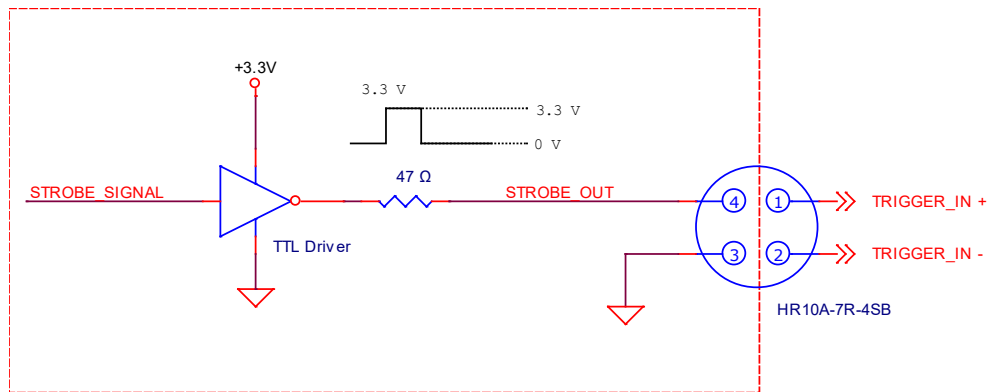 +3.3V
3.3 V
3.3 V
0 V
47 Ω
STROBE_SIGNAL
STROBE_OUT
4
1
TRIGGER_IN +
TTL Driver
3
2
TRIGGER_IN -
HR10A-7R-4SB